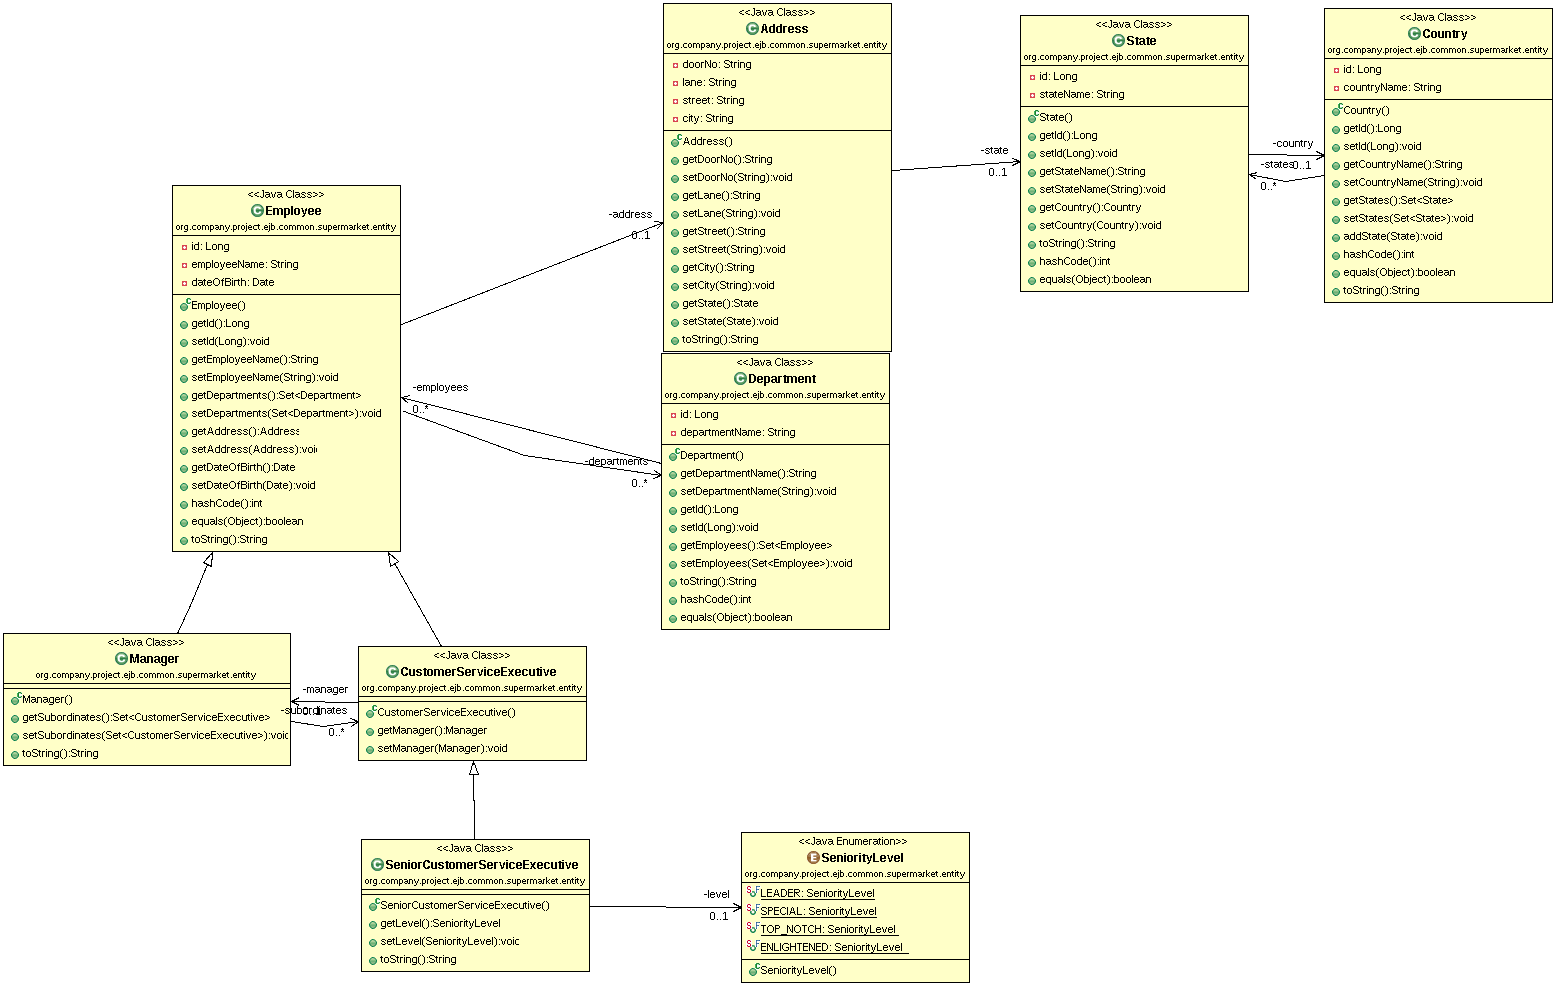 <<Java Class>>
Address
org.company.project.ejb.common.supermarket.entity
doorNo: String
lane: String
street: String
city: String
Address()
getDoorNo():String
setDoorNo(String):void
getLane():String
setLane(String):void
getStreet():String
setStreet(String):void
getCity():String
setCity(String):void
getState():State
setState(State):void
toString():String
-state
0..1
<<Java Class>>
State
org.company.project.ejb.common.supermarket.entity
id: Long
stateName: String
State()
getId():Long
setId(Long):void
getStateName():String
setStateName(String):void
getCountry():Country
setCountry(Country):void
toString():String
hashCode():int
equals(Object):boolean
-country
0..1
-states
0..*
<<Java Class>>
Country
org.company.project.ejb.common.supermarket.entity
id: Long
countryName: String
Country()
getId():Long
setId(Long):void
getCountryName():String
setCountryName(String):void
getStates():Set<State>
setStates(Set<State>):void
addState(State):void
hashCode():int
equals(Object):boolean
toString():String
<<Java Class>>
Employee
org.company.project.ejb.common.supermarket.entity
id: Long
employeeName: String
dateOfBirth: Date
Employee()
getId():Long
setId(Long):void
getEmployeeName():String
setEmployeeName(String):void
getDepartments():Set<Department>
setDepartments(Set<Department>):void
getAddress():Address
setAddress(Address):void
getDateOfBirth():Date
setDateOfBirth(Date):void
hashCode():int
equals(Object):boolean
toString():String
-address
0..1
-employees
0..*
-departments
0..*
<<Java Class>>
Department
org.company.project.ejb.common.supermarket.entity
id: Long
departmentName: String
Department()
getDepartmentName():String
setDepartmentName(String):void
getId():Long
setId(Long):void
getEmployees():Set<Employee>
setEmployees(Set<Employee>):void
toString():String
hashCode():int
equals(Object):boolean
<<Java Class>>
Manager
org.company.project.ejb.common.supermarket.entity
Manager()
getSubordinates():Set<CustomerServiceExecutive>
setSubordinates(Set<CustomerServiceExecutive>):void
toString():String
-manager
0..1
-subordinates
0..*
<<Java Class>>
CustomerServiceExecutive
org.company.project.ejb.common.supermarket.entity
CustomerServiceExecutive()
getManager():Manager
setManager(Manager):void
<<Java Class>>
SeniorCustomerServiceExecutive
org.company.project.ejb.common.supermarket.entity
SeniorCustomerServiceExecutive()
getLevel():SeniorityLevel
setLevel(SeniorityLevel):void
toString():String
-level
0..1
<<Java Enumeration>>
SeniorityLevel
org.company.project.ejb.common.supermarket.entity
LEADER: SeniorityLevel
SPECIAL: SeniorityLevel
TOP_NOTCH: SeniorityLevel
ENLIGHTENED: SeniorityLevel
SeniorityLevel()